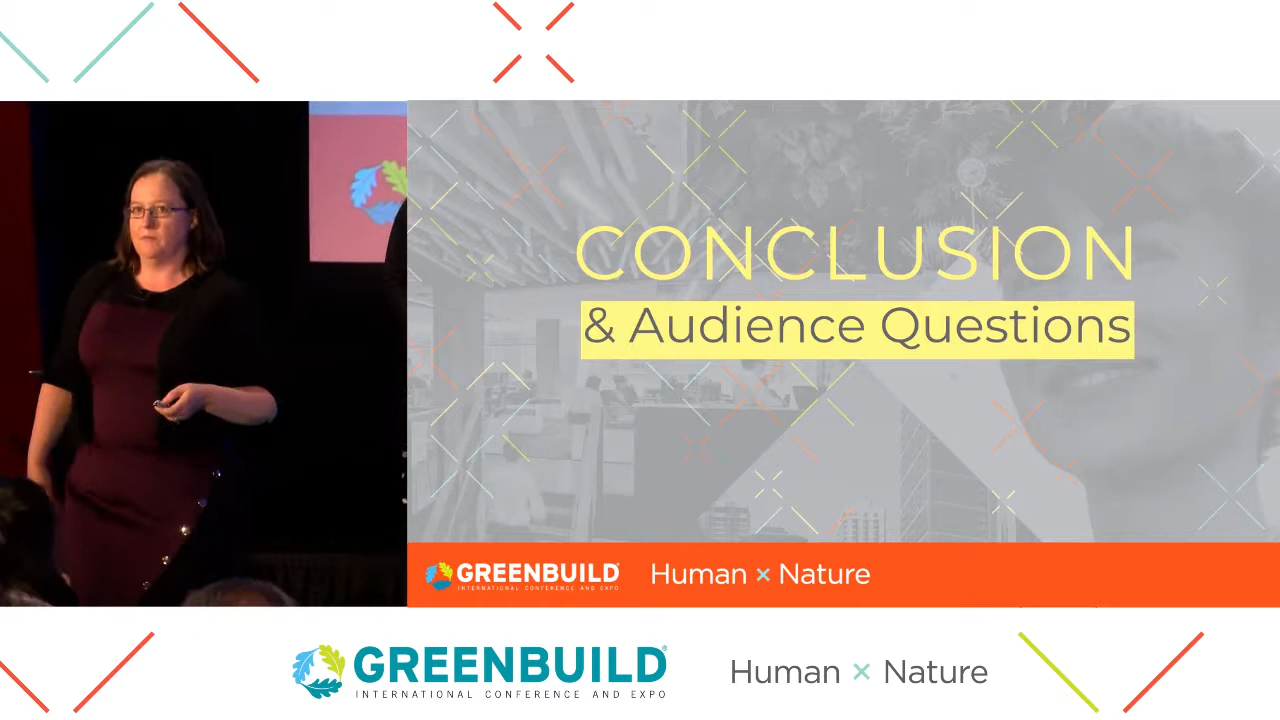 CONCLUSION
& Audience Questions
GREENBUILD
INTERNATIONAL CONFERENCE AND EXPO
Human × Nature
GREENBUILD®
INTERNATIONAL CONFERENCE AND EXPO
Human × Nature